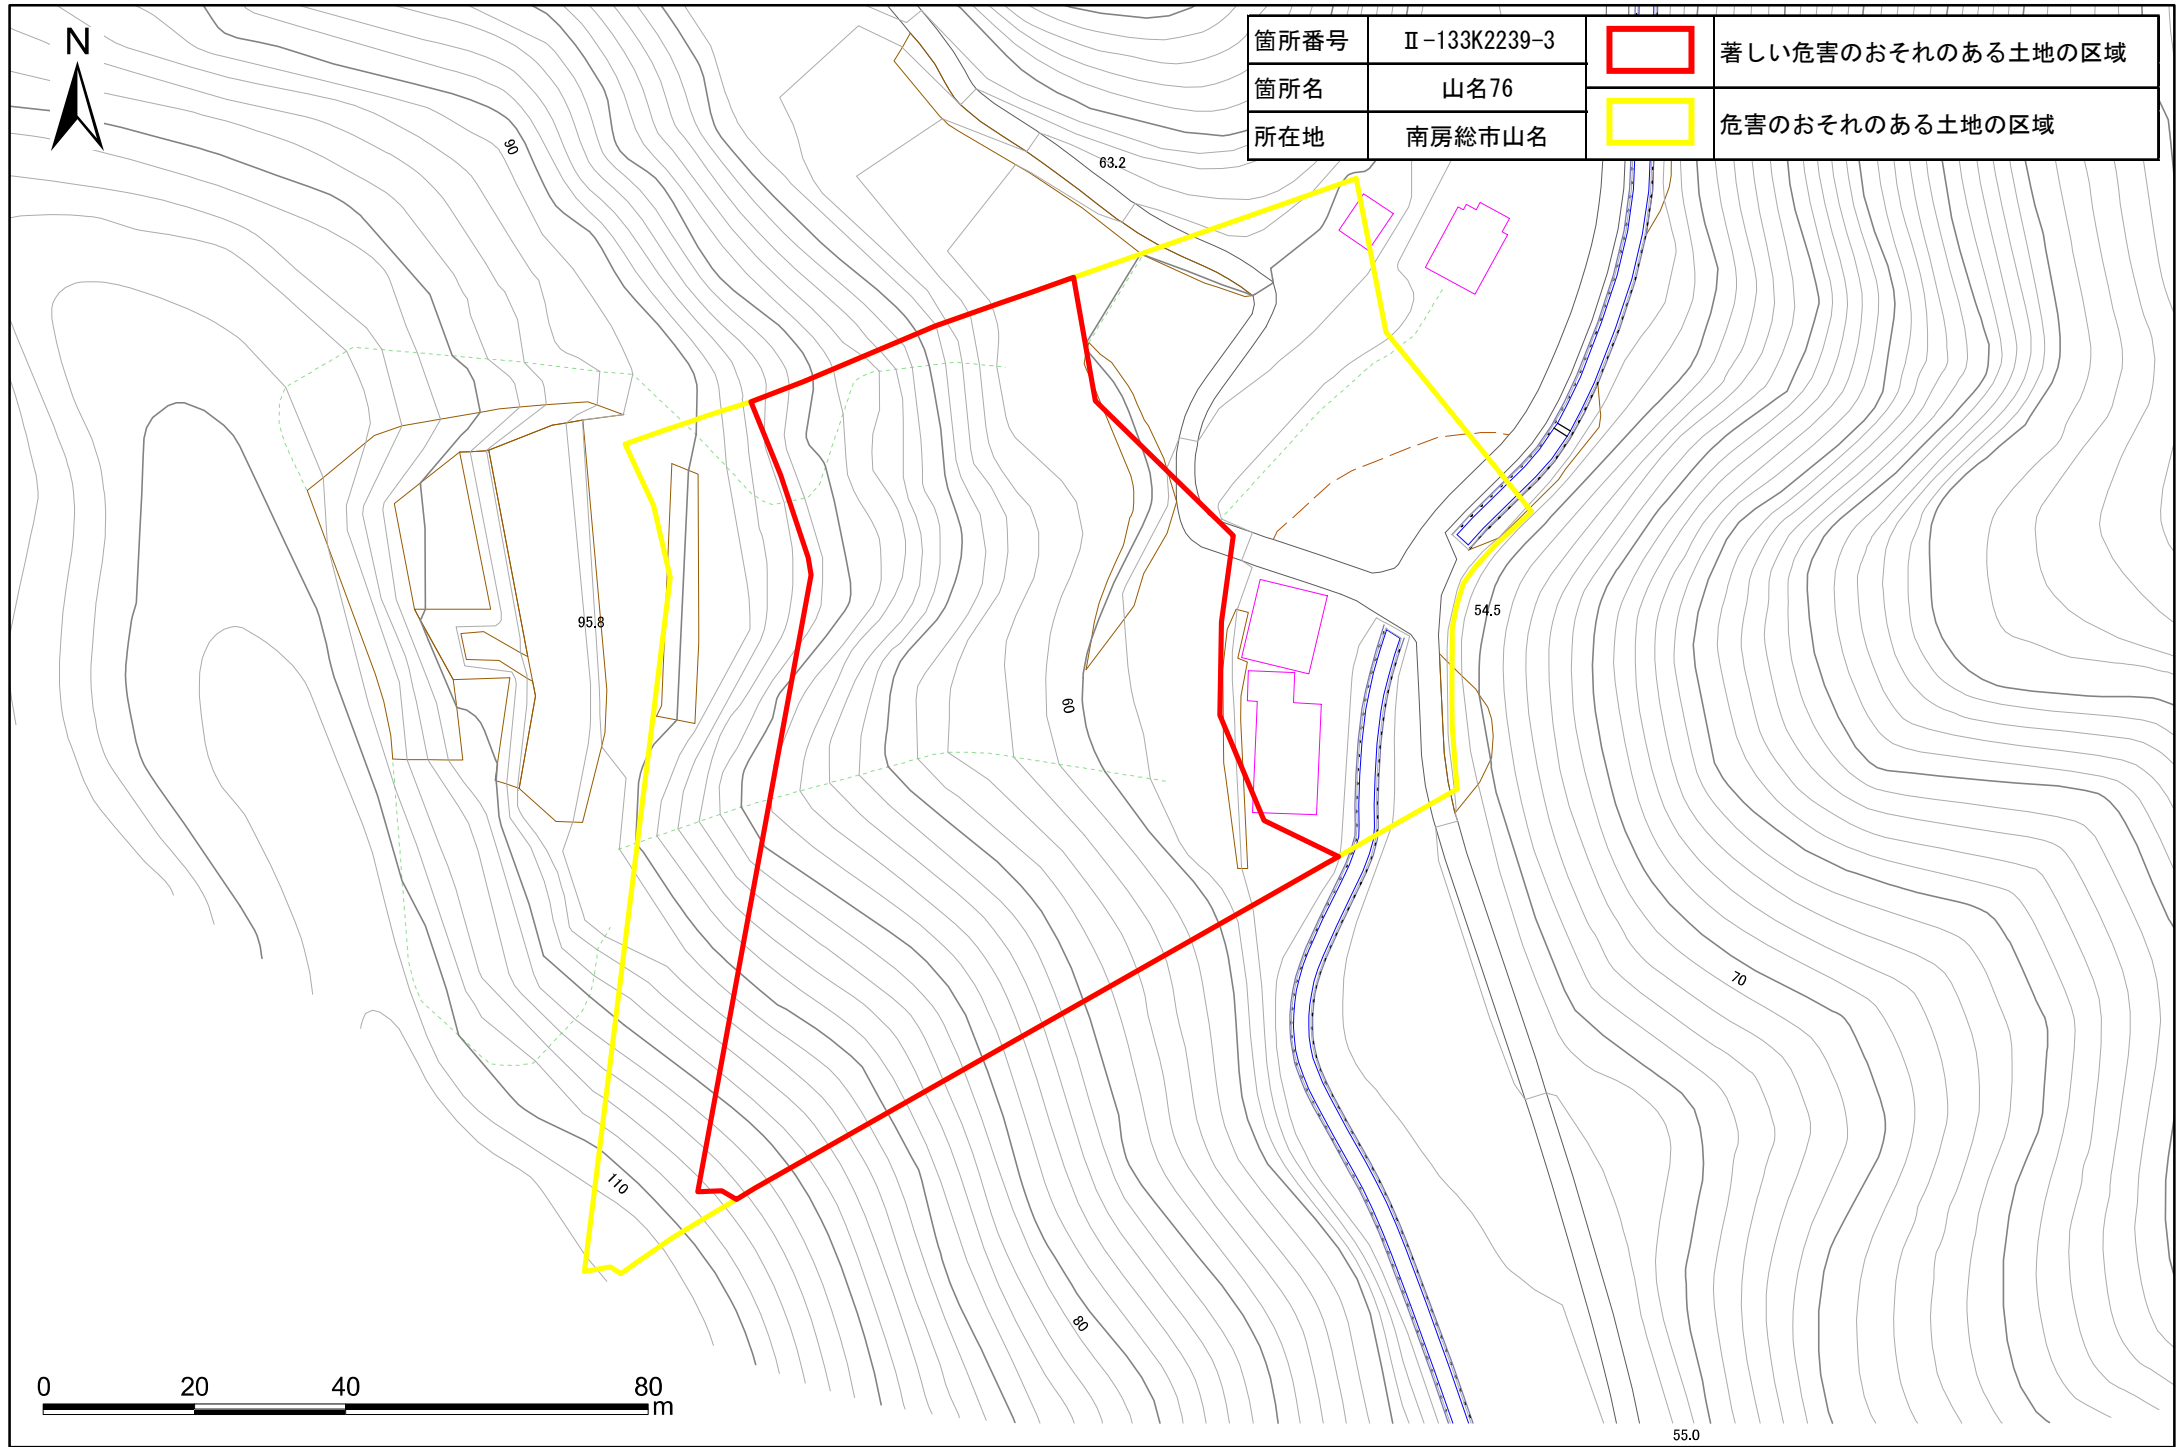 N
箇所番号 Ⅱ-133K2239-3
箇所名 山名76
所在地 南房総市山名
著しい危害のおそれのある土地の区域
危害のおそれのある土地の区域
90
63.2
95.8
54.5
60
70
110
80
0 20 40 80
m
55.0